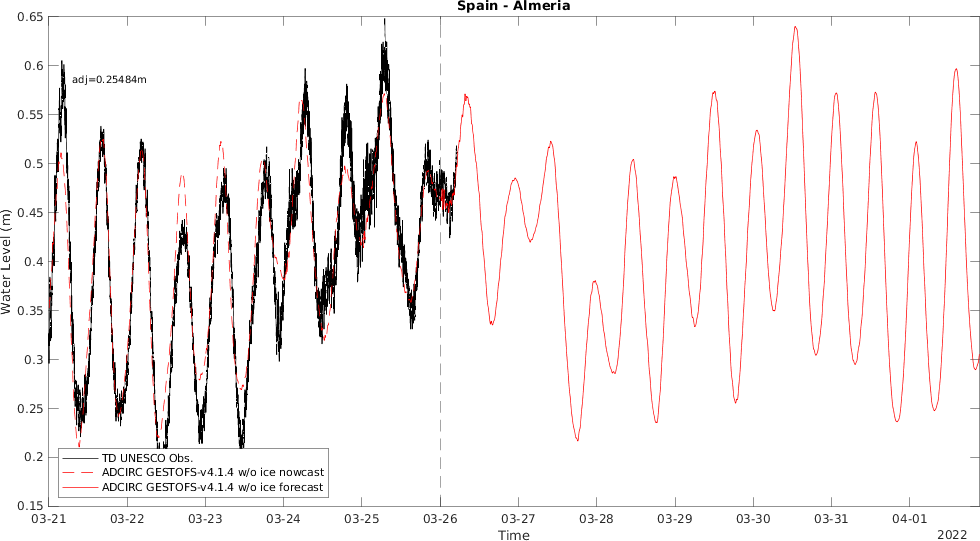 Spain - Almeria
0.65
0.6
0.55
0.5
0.45
0.4
0.35
0.3
0.25
0.2
0.15
Water Level (m)
adj=0.25484m
TD UNESCO Obs.
ADCIRC GESTOFS-v4.1.4 w/o ice nowcast
ADCIRC GESTOFS-v4.1.4 w/o ice forecast
03-21 03-22 03-23 03-24 03-25 03-26 03-27 03-28 03-29 03-30 03-31 04-01
Time
2022